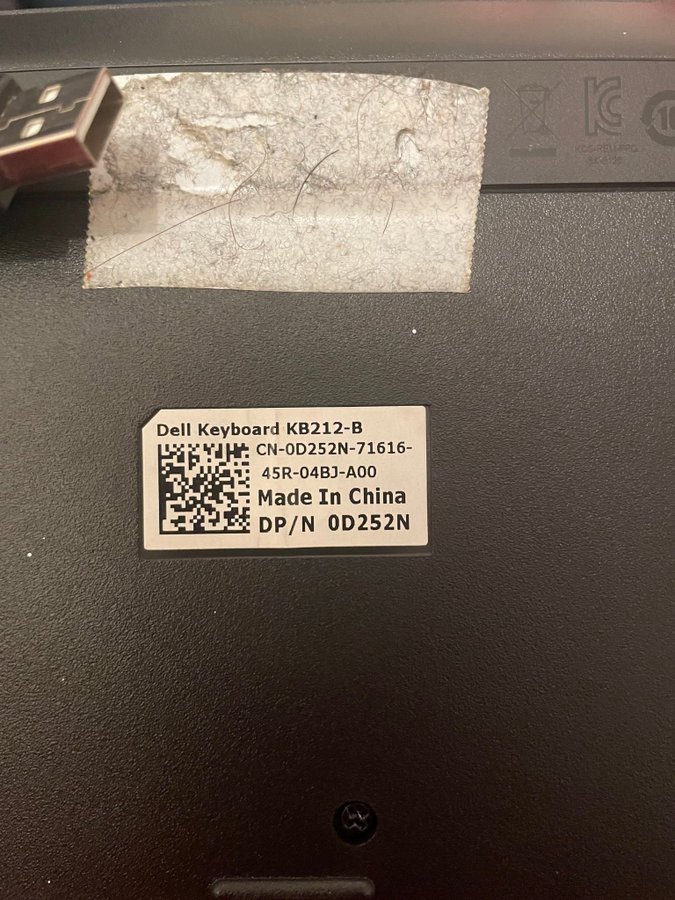 Dell Keyboard KB212-B
CN-0D252N-71616-
45R-04BJ-A00
Made In China
DP/N 0D252N